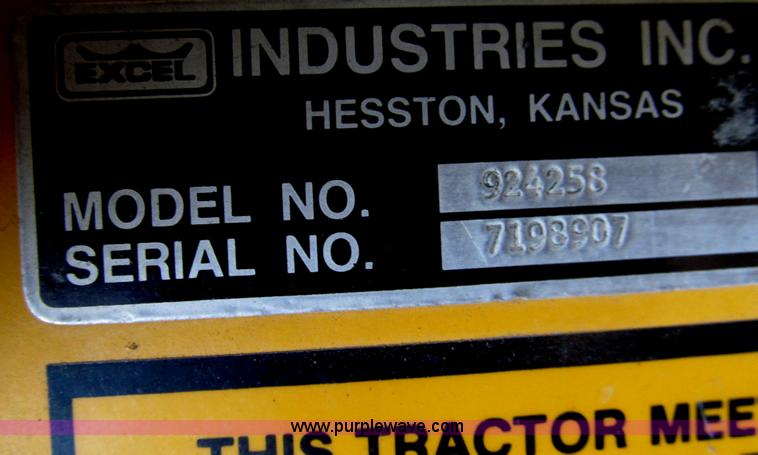 EXCEL INDUSTRIES INC.
HESSTON, KANSAS
MODEL NO. 924258
SERIAL NO. 7198907
www.purplewave.com
THIS TRACTOR MEE